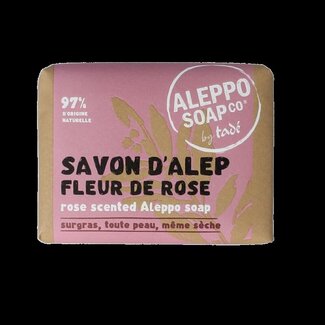 97%
D'ORIGINE
NATURELLE
ALEPPO
SOAP
CO®
by tadé
SAVON D'ALEP
FLEUR DE ROSE
rose scented Aleppo soap
surgras, toute peau, même sèche